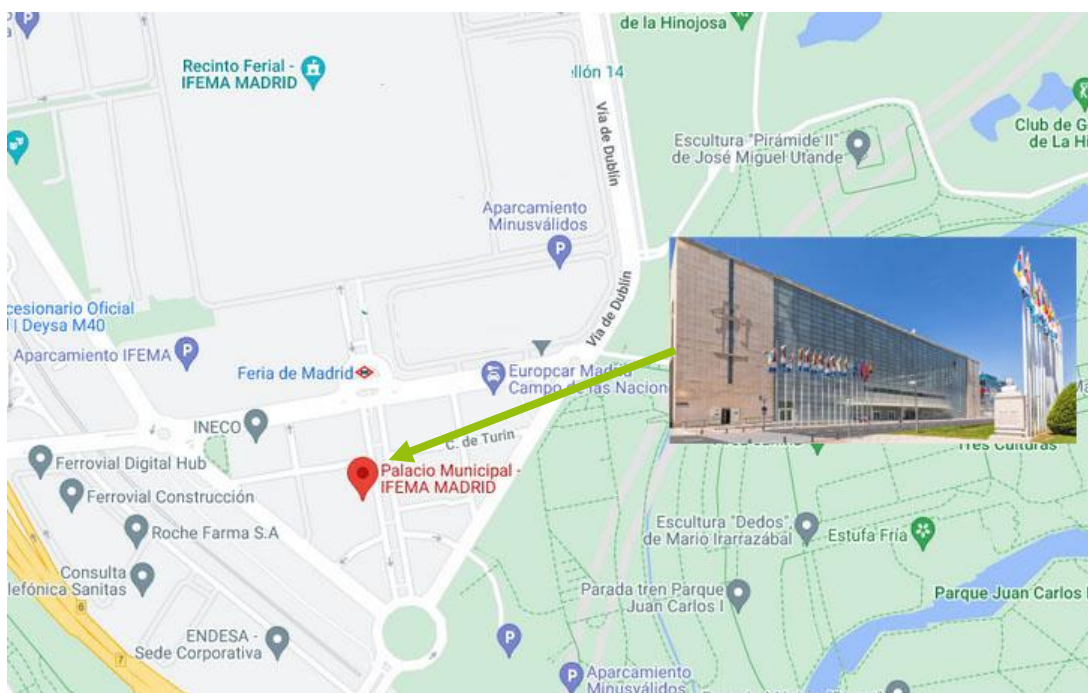 de la Hinojosa
Recinto Ferial -
IFEMA MADRID
llón 14
Vía de Dublín
Club de G
de La Hi
Escultura "Pirámide II"
de José Miguel Utande
Aparcamiento
Minusválidos
Vía de Dublín
cesionario Oficial
| Deysa M40
Aparcamiento IFEMA
Feria de Madrid
Europcar Madrid
Campo de las Nacion
INECO
C. de Turín
Tres Culturas
Ferrovial Digital Hub
Palacio Municipal -
IFEMA MADRID
Ferrovial Construcción
Roche Farma S.A
Escultura "Dedos",
de Mario Irarrazábal
Estufa Fría
Consulta
lefónica Sanitas
6
Parada tren Parque
Juan Carlos I
Parque Juan Carlos I
ENDESA -
Sede Corporativa
7
Aparcamiento
Minusválidos